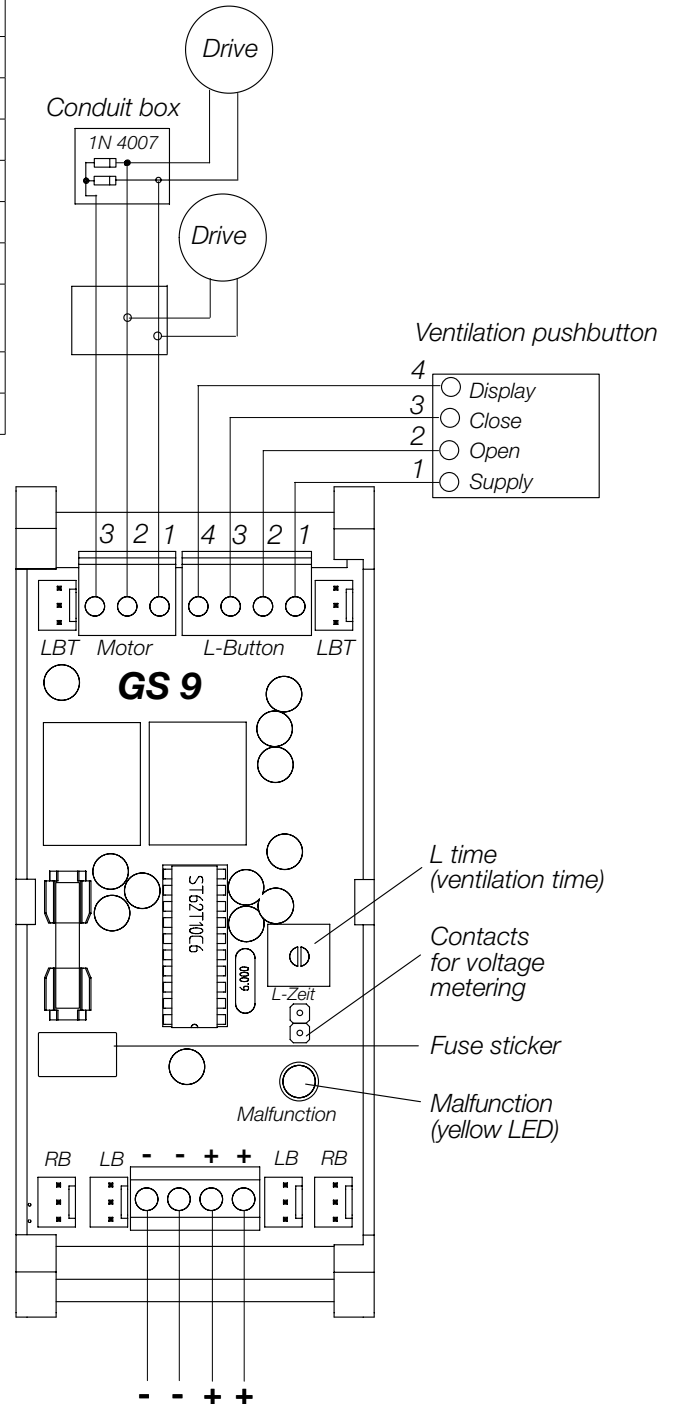 Drive
Conduit box
1N 4007
Drive
Ventilation pushbutton
4 Display
3 Close
2 Open
1 Supply
3 2 1 4 3 2 1
LBT Motor L-Button LBT
GS 9
ST62T10C6
6.000
L-Zeit
L time
(ventilation time)
Contacts
for voltage
metering
Fuse sticker
Malfunction
Malfunction
(yellow LED)
RB LB - - + + LB RB
- - + +